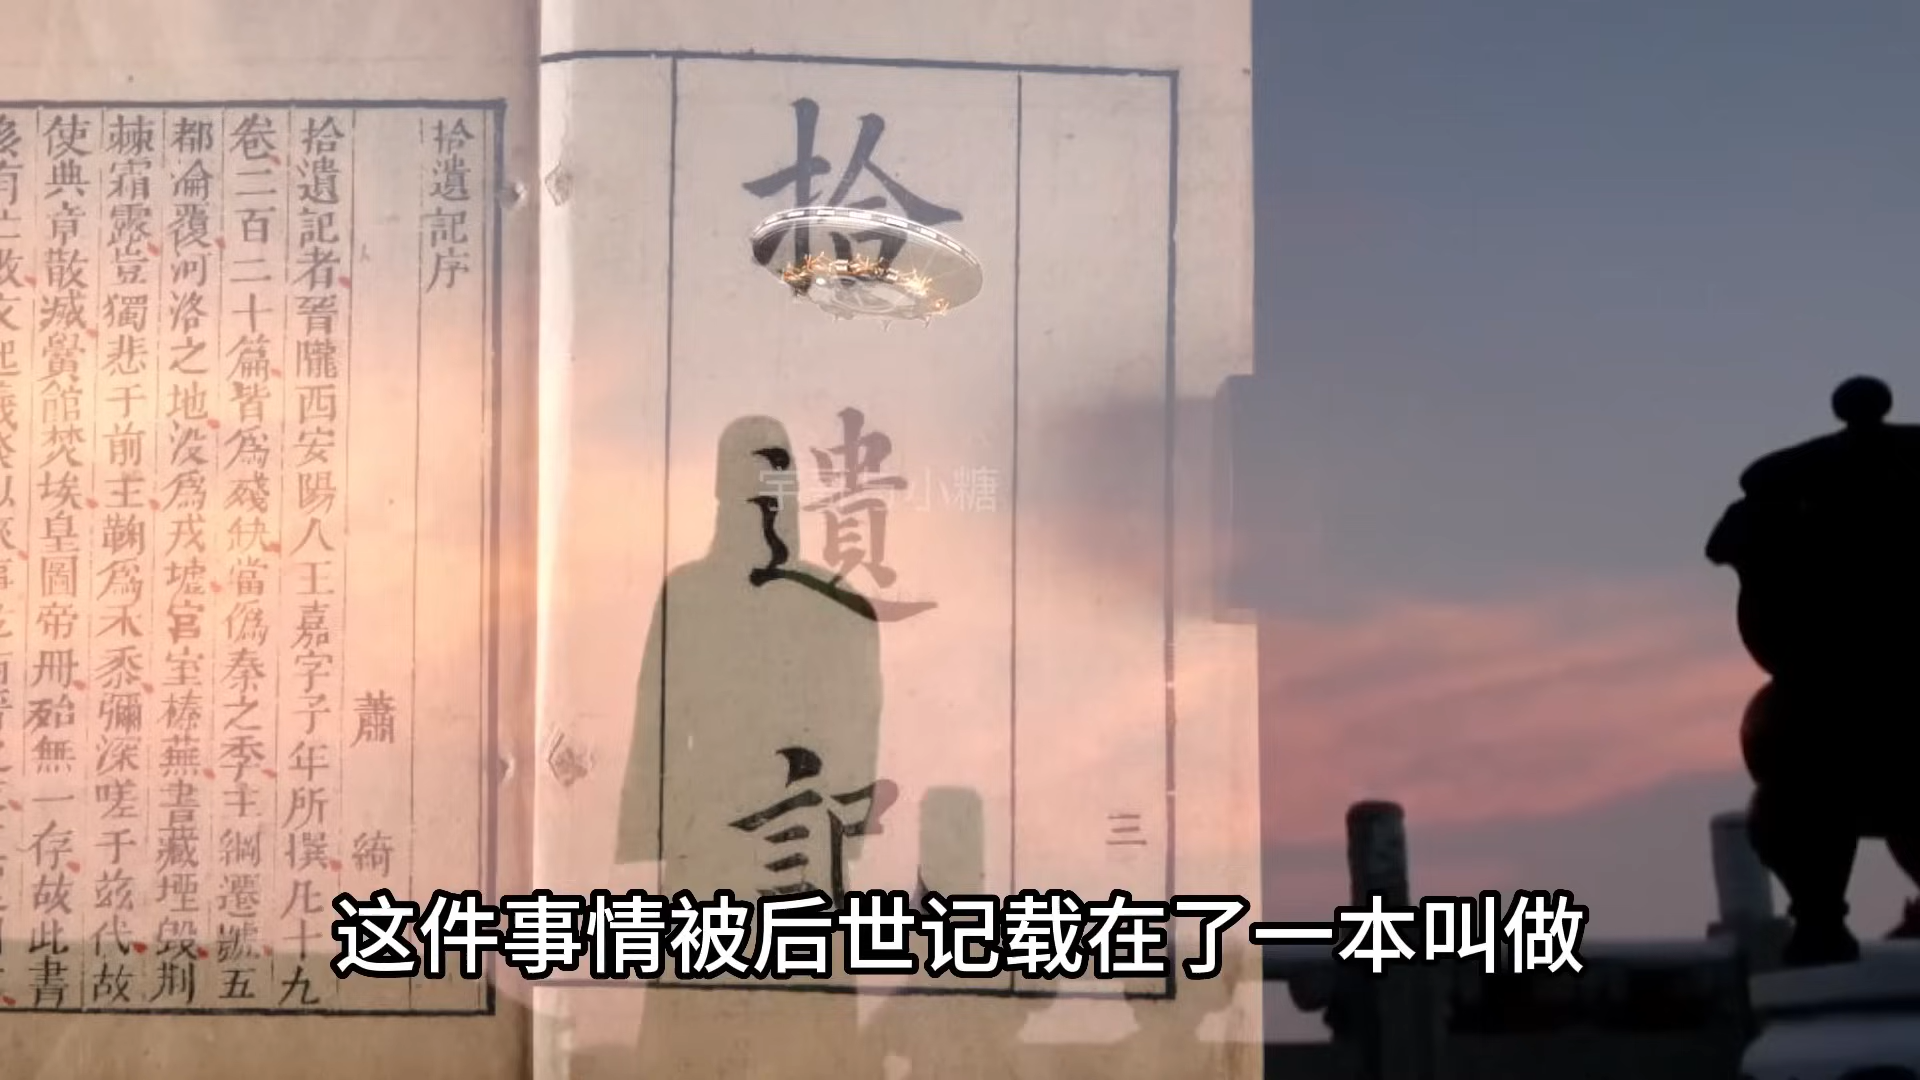 拾遺記
三
拾遺記序
蕭綺
拾遺記者晉隴西安陽人王嘉字子年所撰凡十九
卷二百二十篇皆為殘缺當偽秦之季主綱遷號五
都淪覆河洛之地沒為戎墟宮室榛蕪書藏堙毀荆
棘霜露豈獨悲于前王鞠為禾黍彌深嗟于茲代故
使典章散滅黌館焚埃皇圖帝冊殆無一存故此書
小糖
这件事情被后世记载在了一本叫做